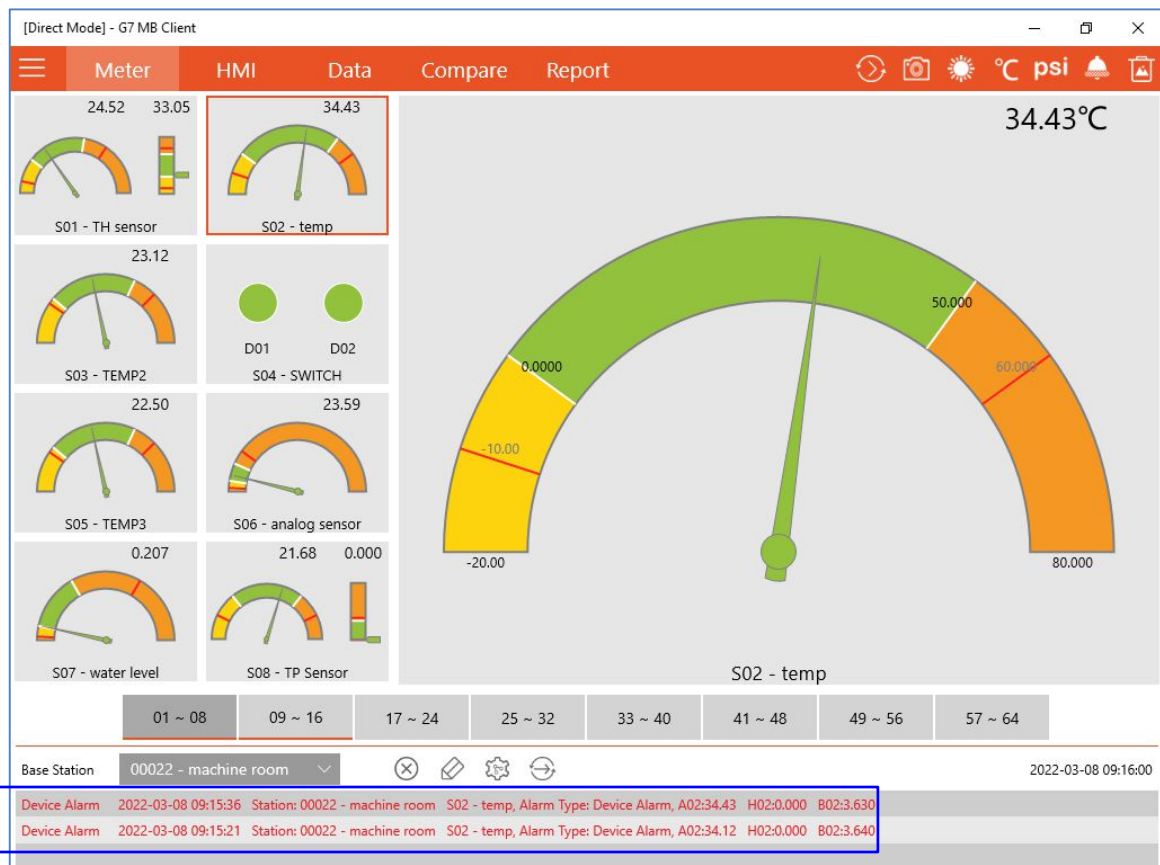 [Direct Mode] - G7 MB Client
Meter HMI Data Compare Report ℃ psi
24.52 33.05
S01 - TH sensor
34.43
S02 - temp
23.12
S03 - TEMP2
D01 D02
S04 - SWITCH
22.50
S05 - TEMP3
23.59
S06 - analog sensor
0.207
S07 - water level
21.68 0.000
S08 - TP Sensor
34.43℃
50.000
0.0000
60.000
-10.00
-20.00
80.000
S02 - temp
01 ~ 08 09 ~ 16 17 ~ 24 25 ~ 32 33 ~ 40 41 ~ 48 49 ~ 56 57 ~ 64
Base Station 00022 - machine room 2022-03-08 09:16:00
Device Alarm 2022-03-08 09:15:36 Station: 00022 - machine room S02 - temp, Alarm Type: Device Alarm, A02:34.43 H02:0.000 B02:3.630
Device Alarm 2022-03-08 09:15:21 Station: 00022 - machine room S02 - temp, Alarm Type: Device Alarm, A02:34.12 H02:0.000 B02:3.640